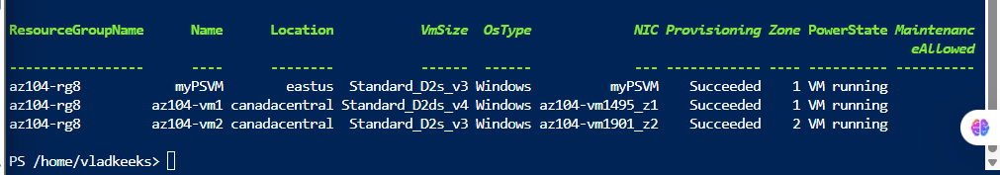 ResourceGroupName Name Location VmSize OsType NIC Provisioning Zone PowerState Maintenanc
eAllowed
----------------- ---- -------- ------ ------ --- ------------ ---- ---------- ----------
az104-rg8 myPSVM eastus Standard_D2s_v3 Windows myPSVM Succeeded 1 VM running
az104-rg8 az104-vm1 canadacentral Standard_D2ds_v4 Windows az104-vm1495_z1 Succeeded 1 VM running
az104-rg8 az104-vm2 canadacentral Standard_D2s_v3 Windows az104-vm1901_z2 Succeeded 2 VM running
PS /home/vladkeeks>